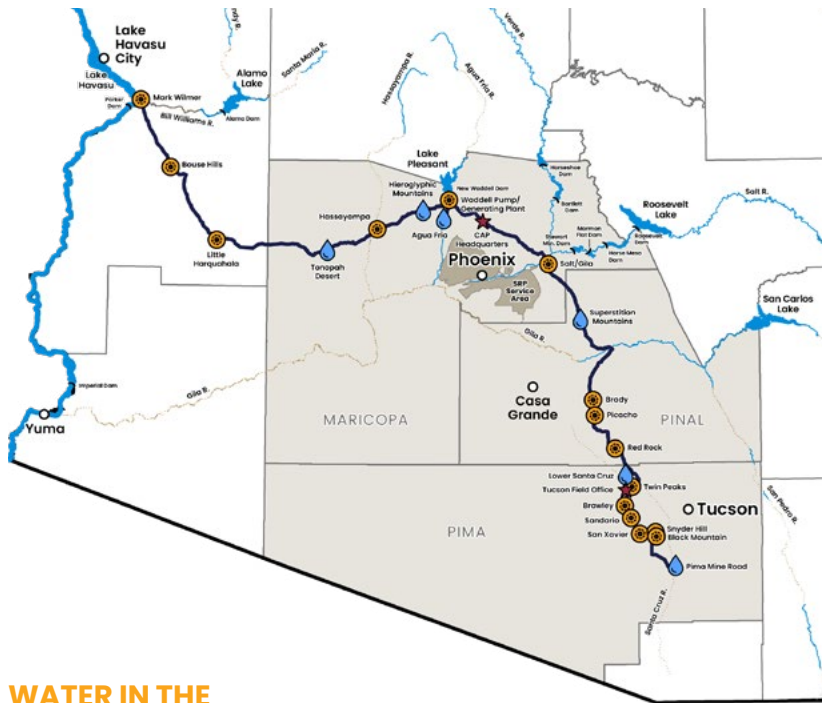 Lake
Havasu
City
Lake
Havasu
Parker
Dam
Mark Wilmer
Bill Williams R.
Alamo
Lake
Alamo Dam
Santa Maria R.
Bouse Hills
Little
Harquahala
Tonopah
Desert
Hassayampa
Hassayampa R.
Agua Fria R.
Verde R.
Lake
Pleasant
Hieroglyphic
Mountains
New Waddell Dam
Waddell Pump/
Generating Plant
Agua Fria
CAP
Headquarters
Phoenix
SRP
Service
Area
Horseshoe
Dam
Bartlett
Dam
Stewart
Mtn. Dam
Mormon
Flat Dam
Horse Mesa
Dam
Roosevelt
Dam
Roosevelt
Lake
Salt R.
Salt/Gila
Superstition
Mountains
San Carlos
Lake
Gila R.
Gila R.
Imperial Dam
Yuma
MARICOPA
Casa
Grande
Brady
Picacho
PINAL
Red Rock
Lower Santa Cruz
Tucson Field Office
Twin Peaks
Brawley
Sandario
San Xavier
Snyder Hill
Black Mountain
Tucson
PIMA
Pima Mine Road
Santa Cruz R.
San Pedro R.
WATER IN THE